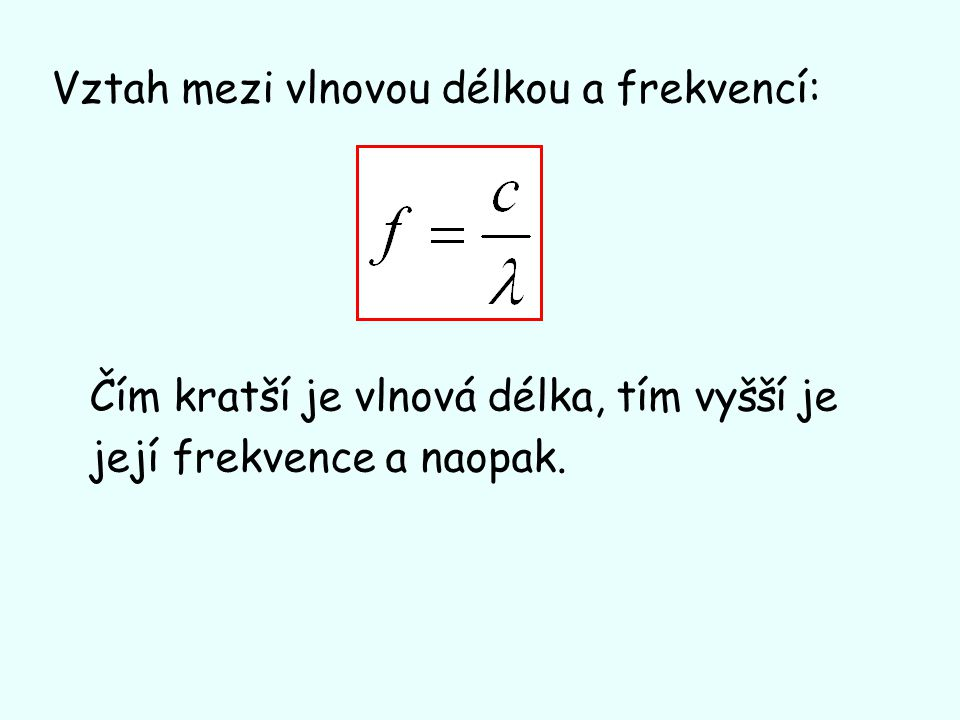 Vztah mezi vlnovou délkou a frekvencí:
f = c / λ
Čím kratší je vlnová délka, tím vyšší je
její frekvence a naopak.